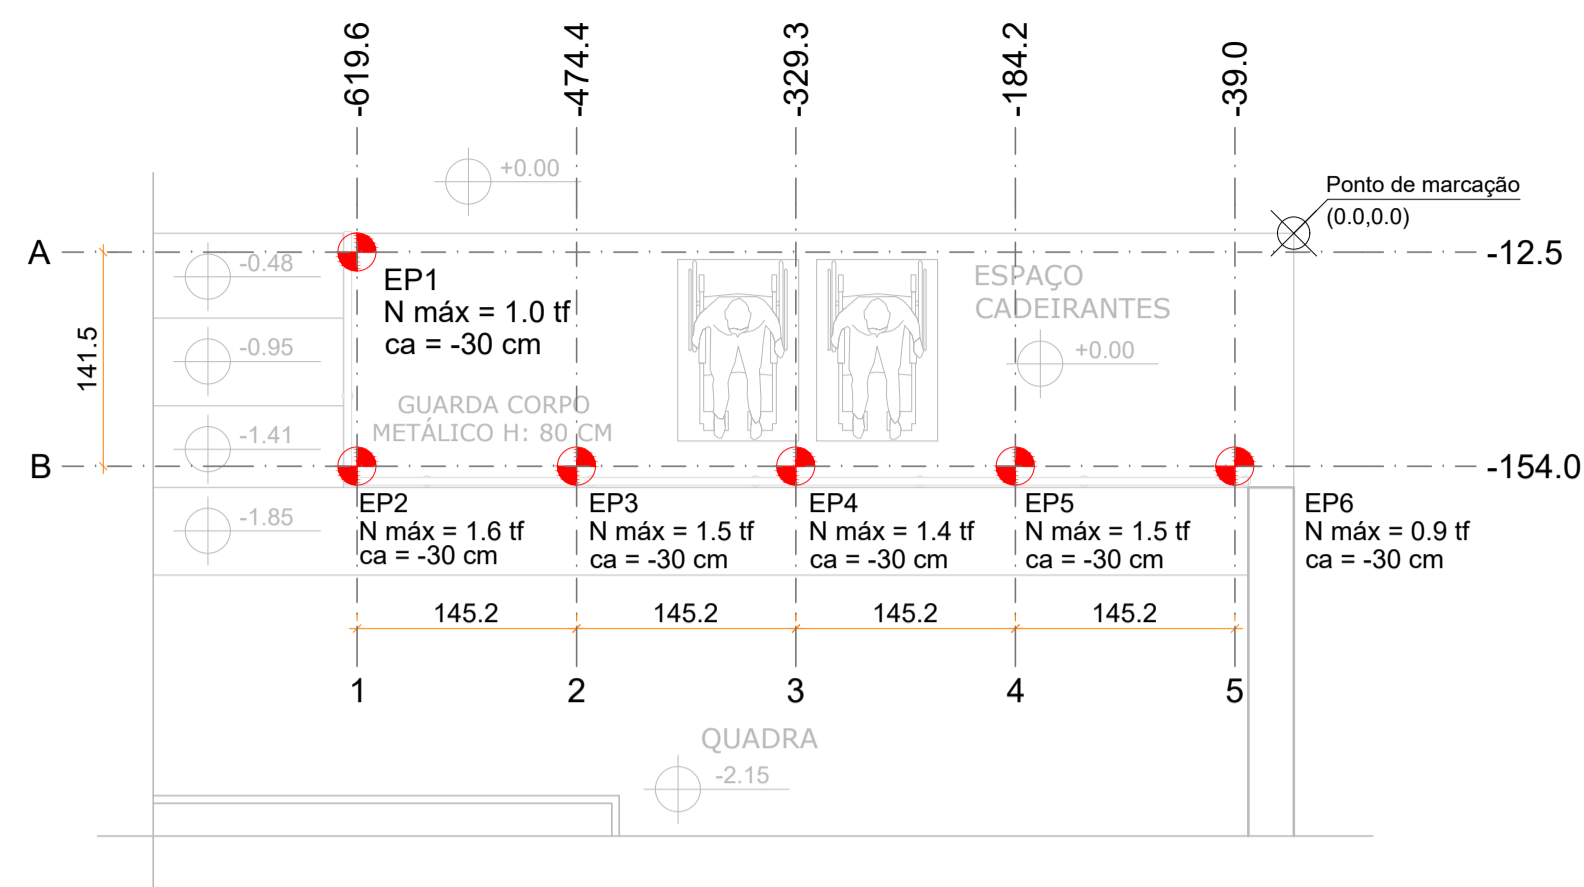 -619.6
-474.4
-329.3
-184.2
-39.0
+0.00
Ponto de marcação
(0.0,0.0)
A
-12.5
-0.48
EP1
N máx = 1.0 tf
ca = -30 cm
ESPAÇO
CADEIRANTES
+0.00
-0.95
141.5
GUARDA CORPO
METÁLICO H: 80 CM
-1.41
B
-154.0
-1.85
EP2
N máx = 1.6 tf
ca = -30 cm
EP3
N máx = 1.5 tf
ca = -30 cm
EP4
N máx = 1.4 tf
ca = -30 cm
EP5
N máx = 1.5 tf
ca = -30 cm
EP6
N máx = 0.9 tf
ca = -30 cm
145.2
145.2
145.2
145.2
1
2
3
4
5
QUADRA
-2.15